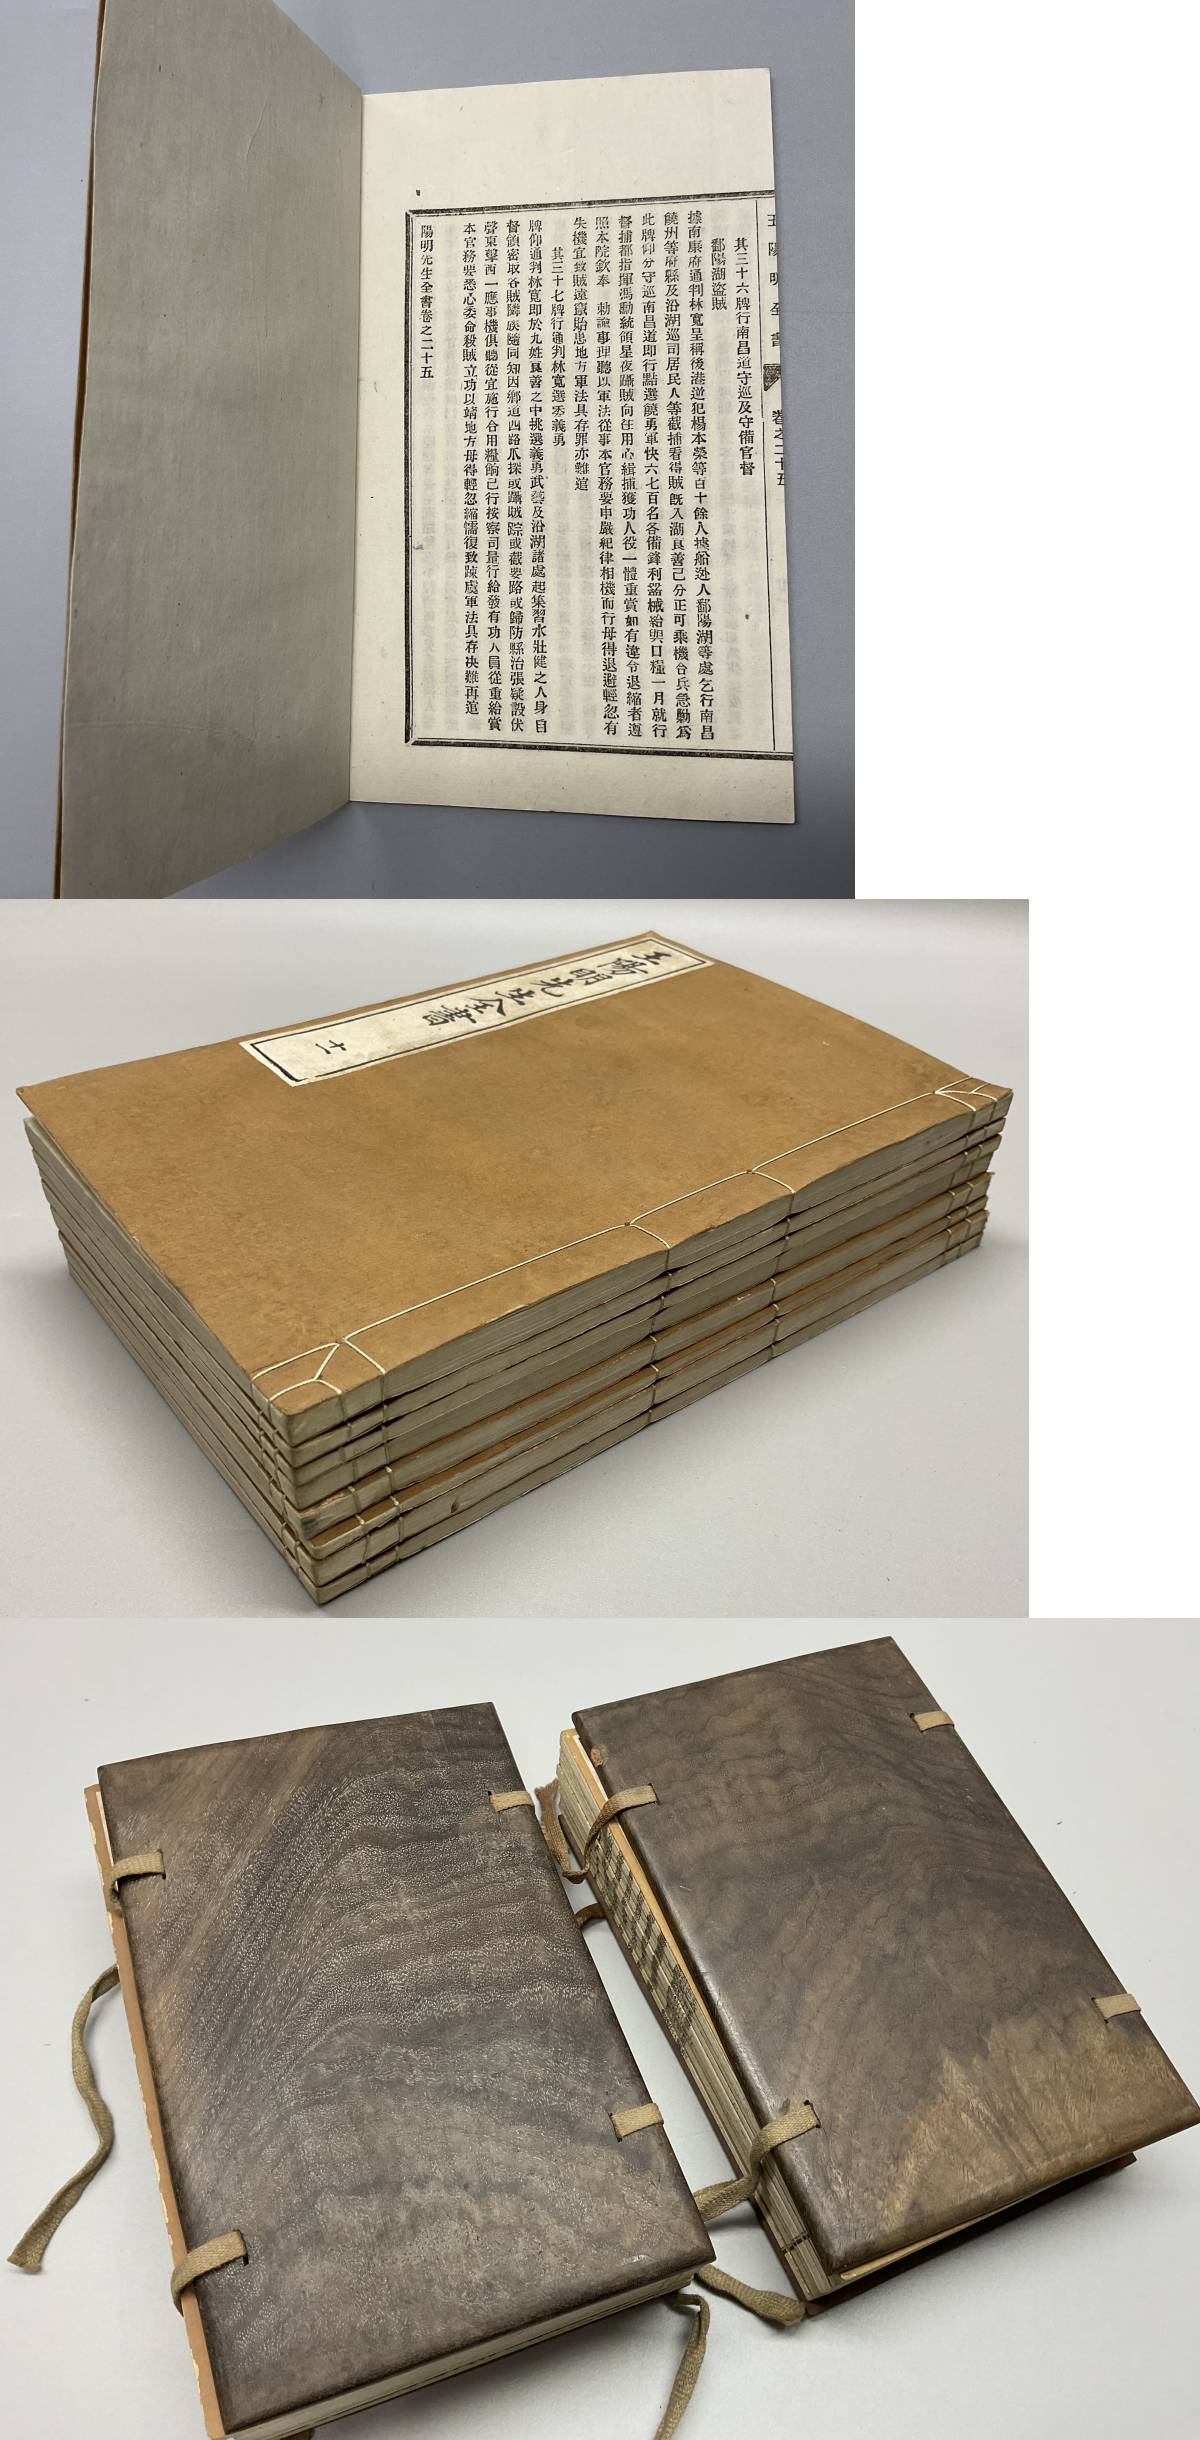 王陽明全書 卷之二十五
其三十六牌行南昌道守巡及守備官督
鄱陽湖盜賊
據南康府通判林寬呈稱後港逆犯楊本榮等百十餘人擄船逃入鄱陽湖等處乞行南昌
饒州等府縣及沿湖巡司居民人等截捕看得賊旣入湖良善已分正可乘機合兵急勦爲
此牌仰分守巡南昌道即行點選饒勇軍快六七百名各備鋒利器械給與口糧一月就行
督捕都指揮馮勳統領星夜躡賊向往用心緝捕獲功人役一體重賞如有違令退縮者遵
照本院欽奉 勅諭事理聽以軍法從事本官務要申嚴紀律相機而行毋得退避輕忽有
失機宜致賊遠竄貽患地方軍法具存罪亦難逭
其三十七牌行通判林寬選委義勇
牌仰通判林寬即於九姓良善之中挑選義勇武藝及沿湖諸處起集習水壯健之人身自
督領密取各賊隣族隨同知因鄉道四路爪探或躡賊踪或截要路或歸防縣治張疑設伏
聲東擊西一應事機俱聽從宜施行合用糧餉已行按察司量行給發有功人員從重給賞
本官務要悉心委命殺賊立功以靖地方毋得輕忽縮懦復致踈虞軍法具存决難再逭
陽明先生全書卷之二十五
王陽明先生全書 十一